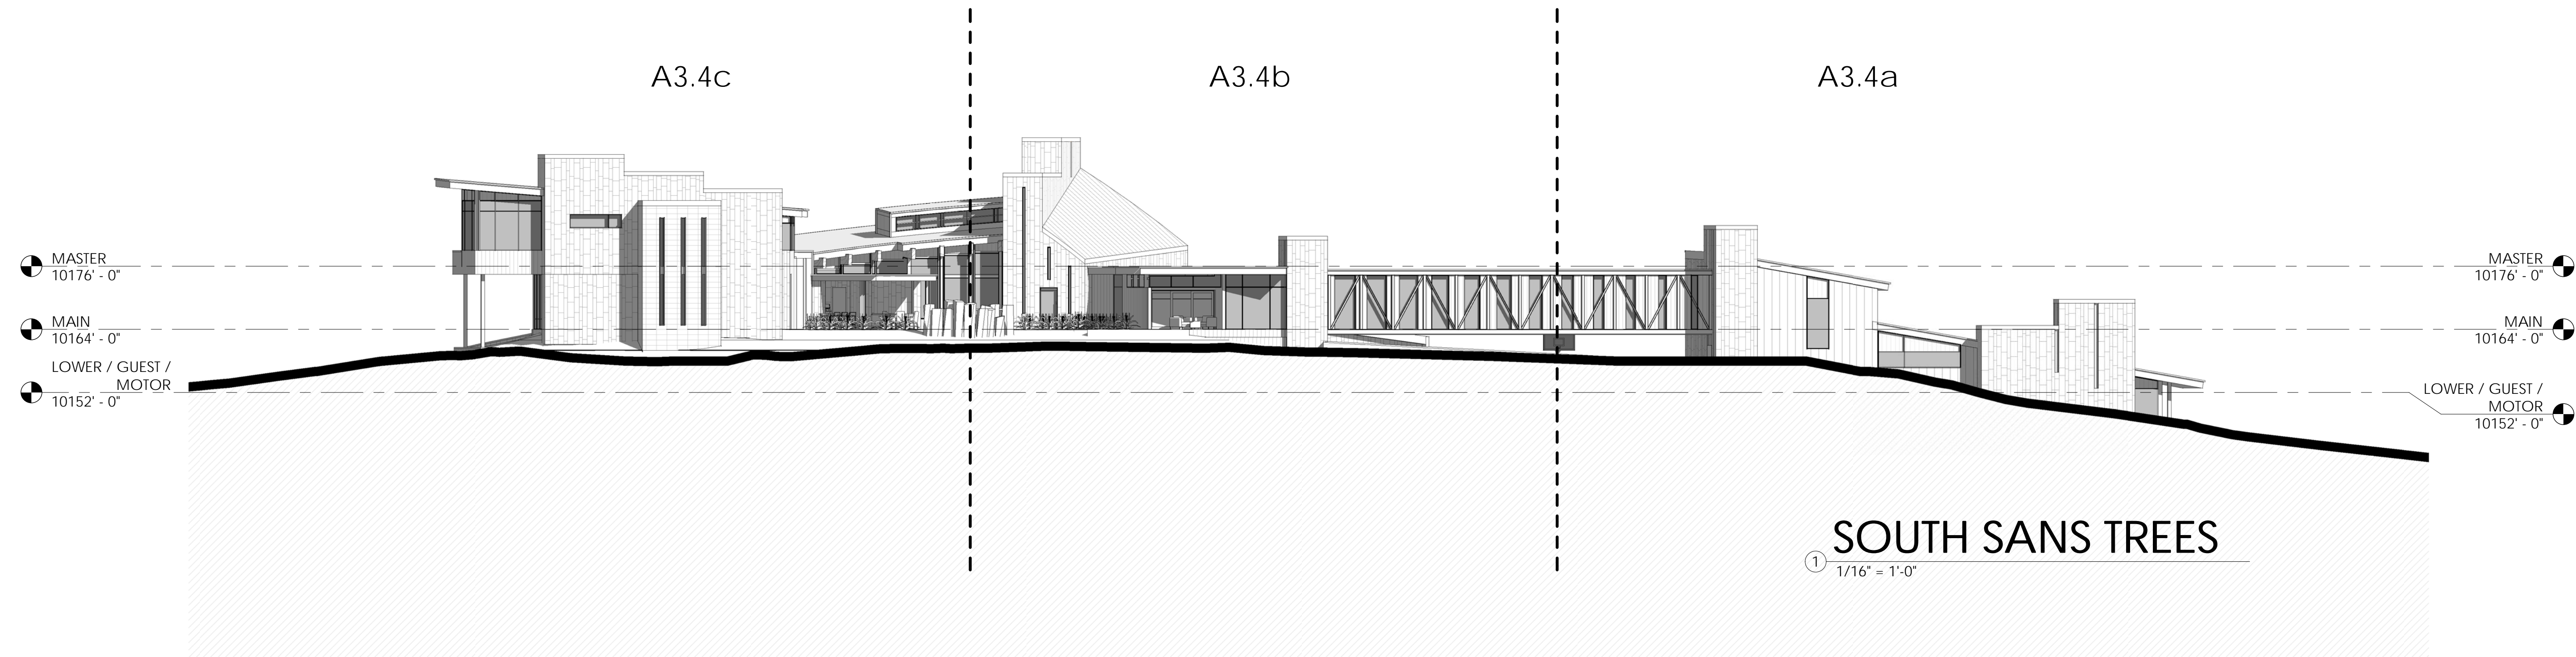 A3.4c
A3.4b
A3.4a
MASTER
10176' - 0"
MASTER
10176' - 0"
MAIN
10164' - 0"
MAIN
10164' - 0"
LOWER / GUEST /
MOTOR
10152' - 0"
LOWER / GUEST /
MOTOR
10152' - 0"
SOUTH SANS TREES
1
1/16" = 1'-0"